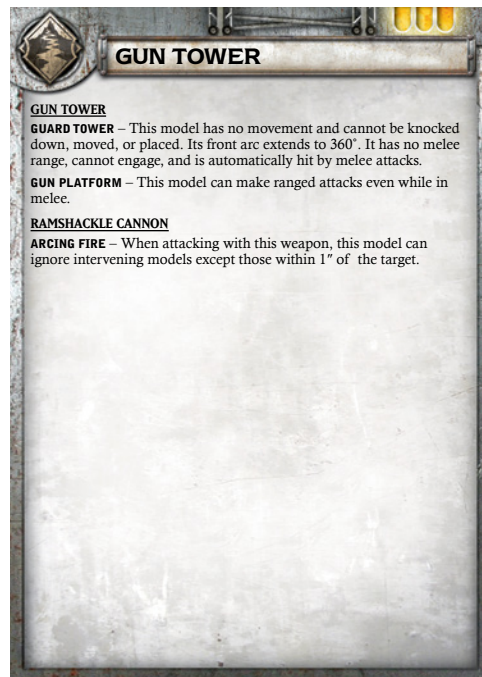 GUN TOWER
GUN TOWER
GUARD TOWER – This model has no movement and cannot be knocked
down, moved, or placed. Its front arc extends to 360˚. It has no melee
range, cannot engage, and is automatically hit by melee attacks.
GUN PLATFORM – This model can make ranged attacks even while in
melee.
RAMSHACKLE CANNON
ARCING FIRE – When attacking with this weapon, this model can
ignore intervening models except those within 1″ of the target.